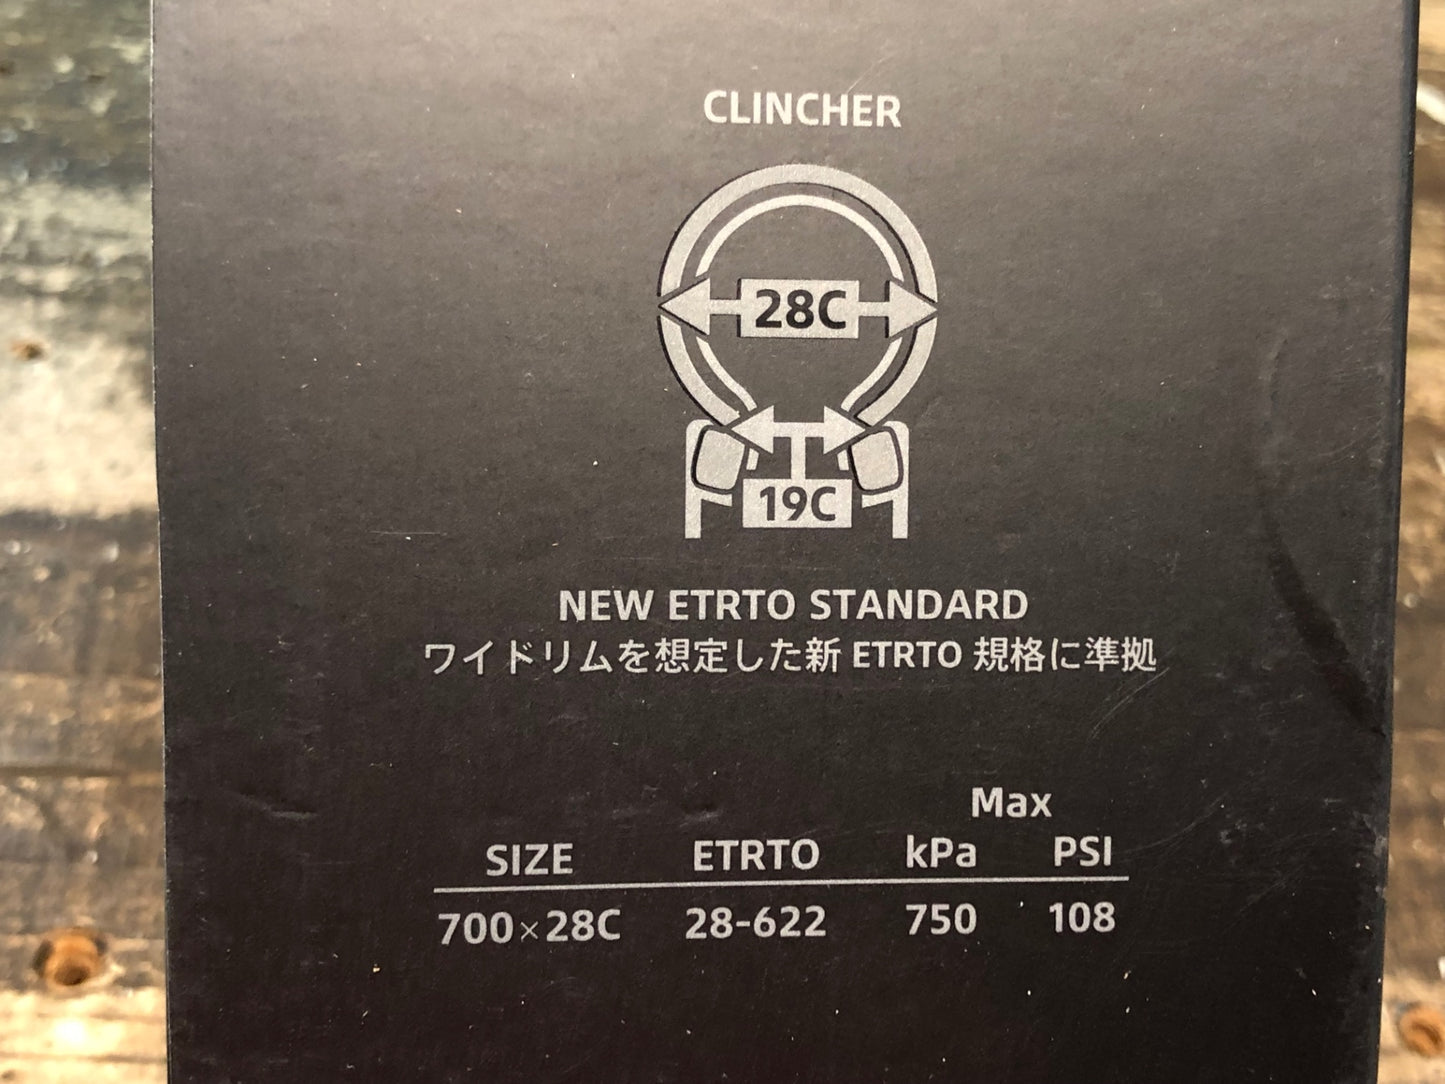 CLINCHER
28C
19C
NEW ETRTO STANDARD
ワイドリムを想定した新 ETRTO 規格に準拠
Max
SIZE ETRTO kPa PSI
700×28C 28-622 750 108